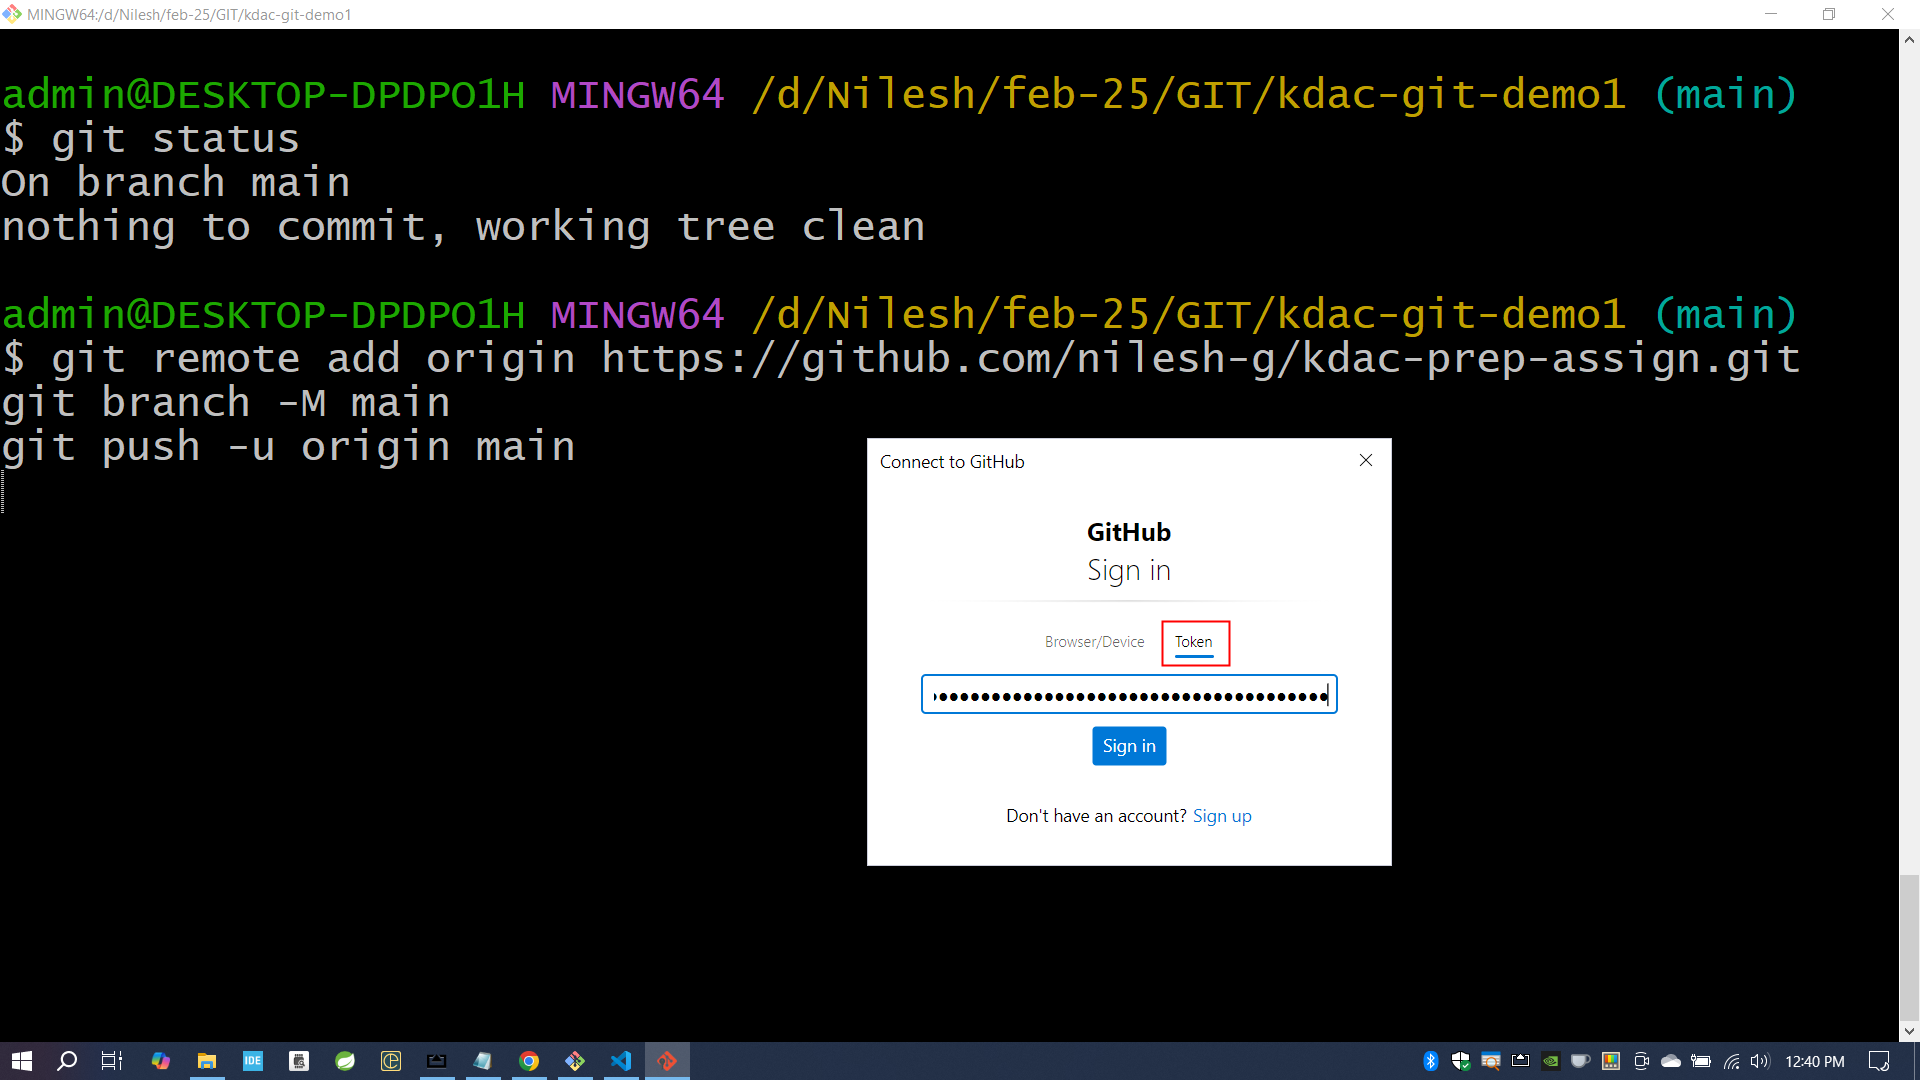 MINGW64:/d/Nilesh/feb-25/GIT/kdac-git-demo1
admin@DESKTOP-DPDPO1H MINGW64 /d/Nilesh/feb-25/GIT/kdac-git-demo1 (main)
$ git status
On branch main
nothing to commit, working tree clean
admin@DESKTOP-DPDPO1H MINGW64 /d/Nilesh/feb-25/GIT/kdac-git-demo1 (main)
$ git remote add origin https://github.com/nilesh-g/kdac-prep-assign.git
git branch -M main
git push -u origin main
Connect to GitHub
GitHub
Sign in
Browser/Device Token
Sign in
Don't have an account? Sign up
IDE
12:40 PM